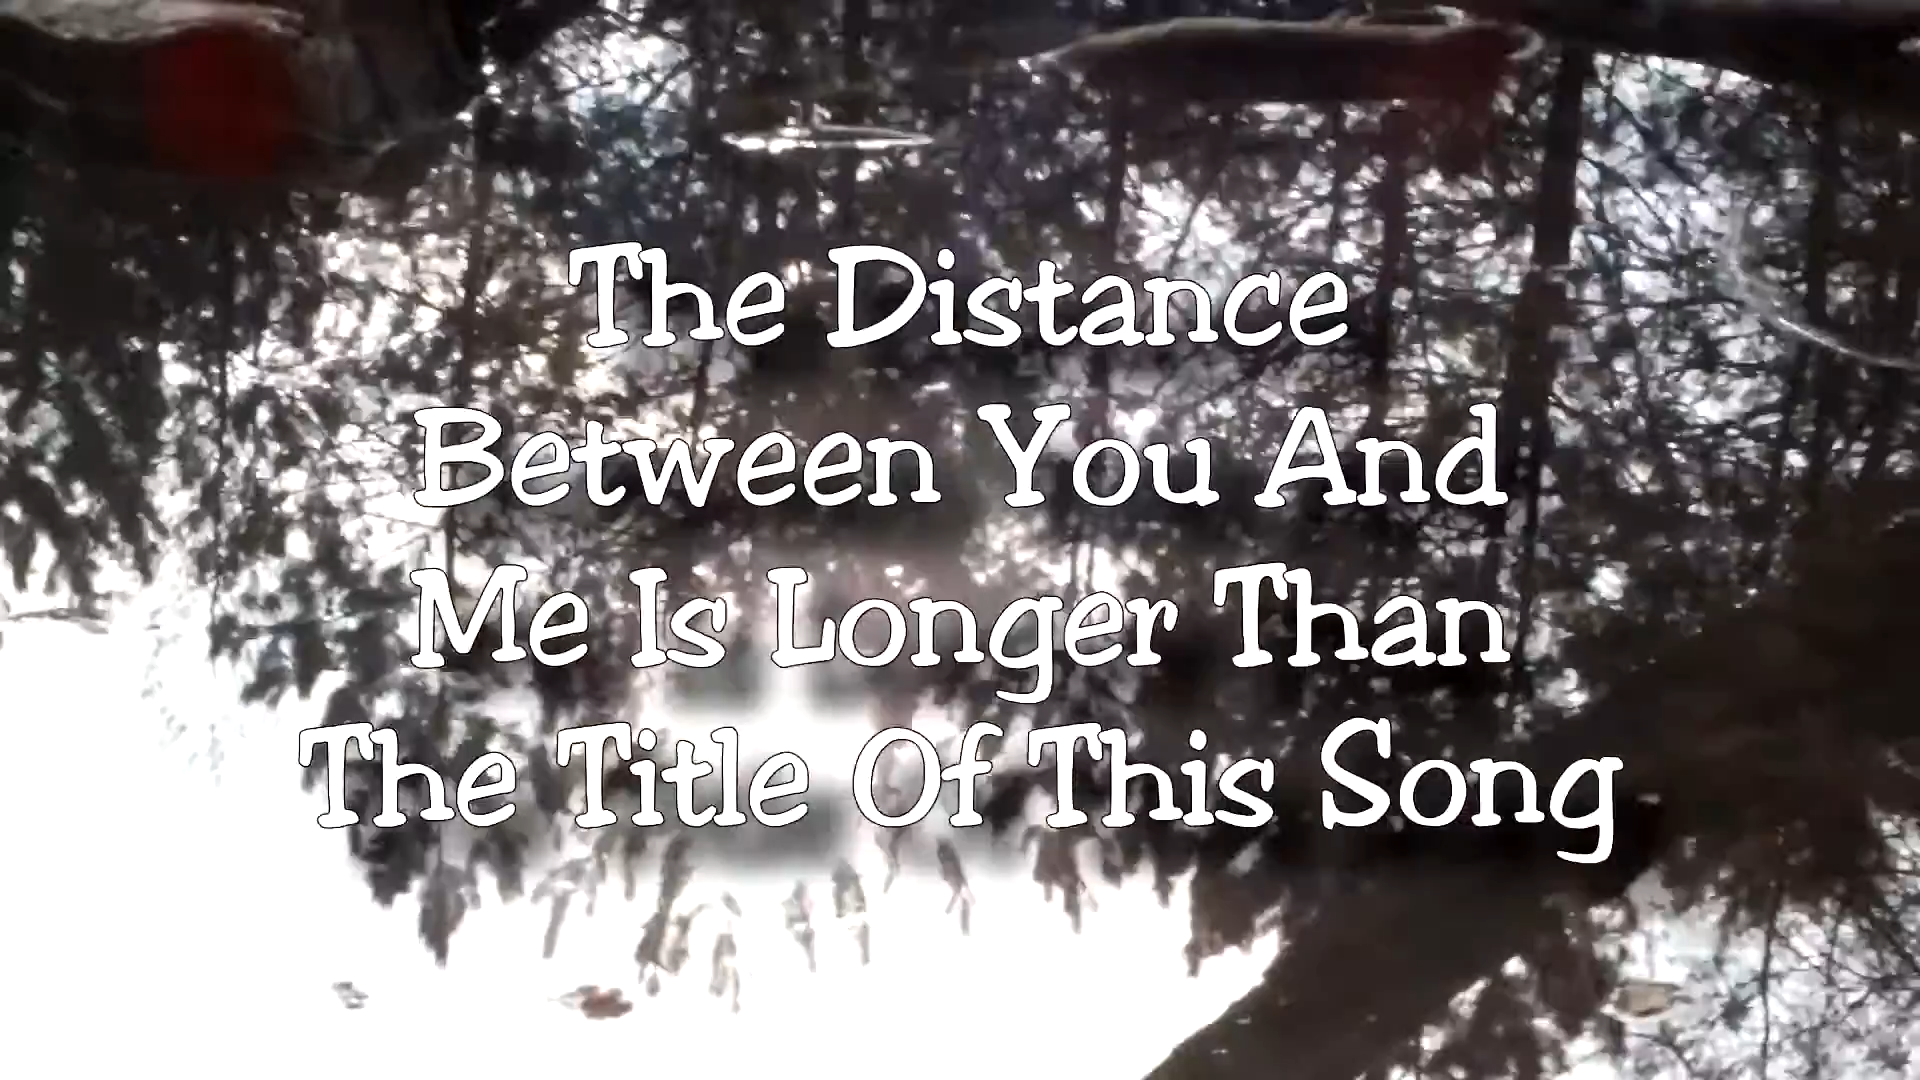 The Distance
Between You And
Me Is Longer Than
The Title Of This Song